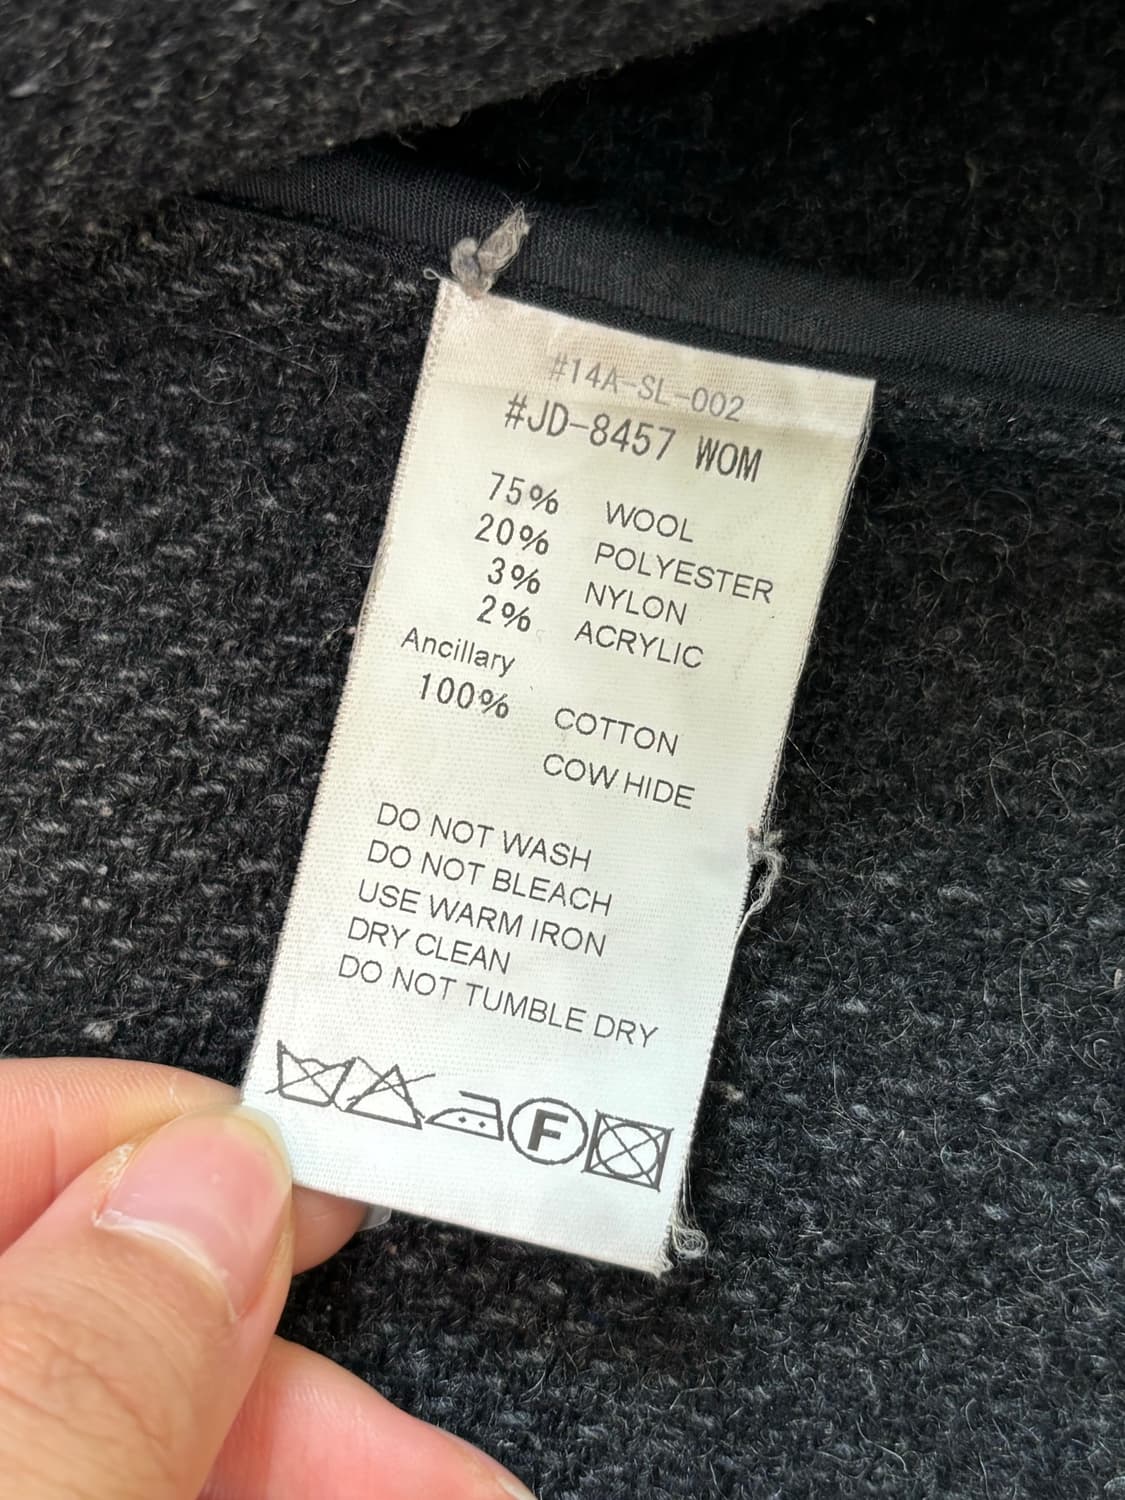 #14A-SL-002
#JD-8457 WOM
75% WOOL
20% POLYESTER
3% NYLON
2% ACRYLIC
Ancillary
100% COTTON
COW HIDE
DO NOT WASH
DO NOT BLEACH
USE WARM IRON
DRY CLEAN
DO NOT TUMBLE DRY
F